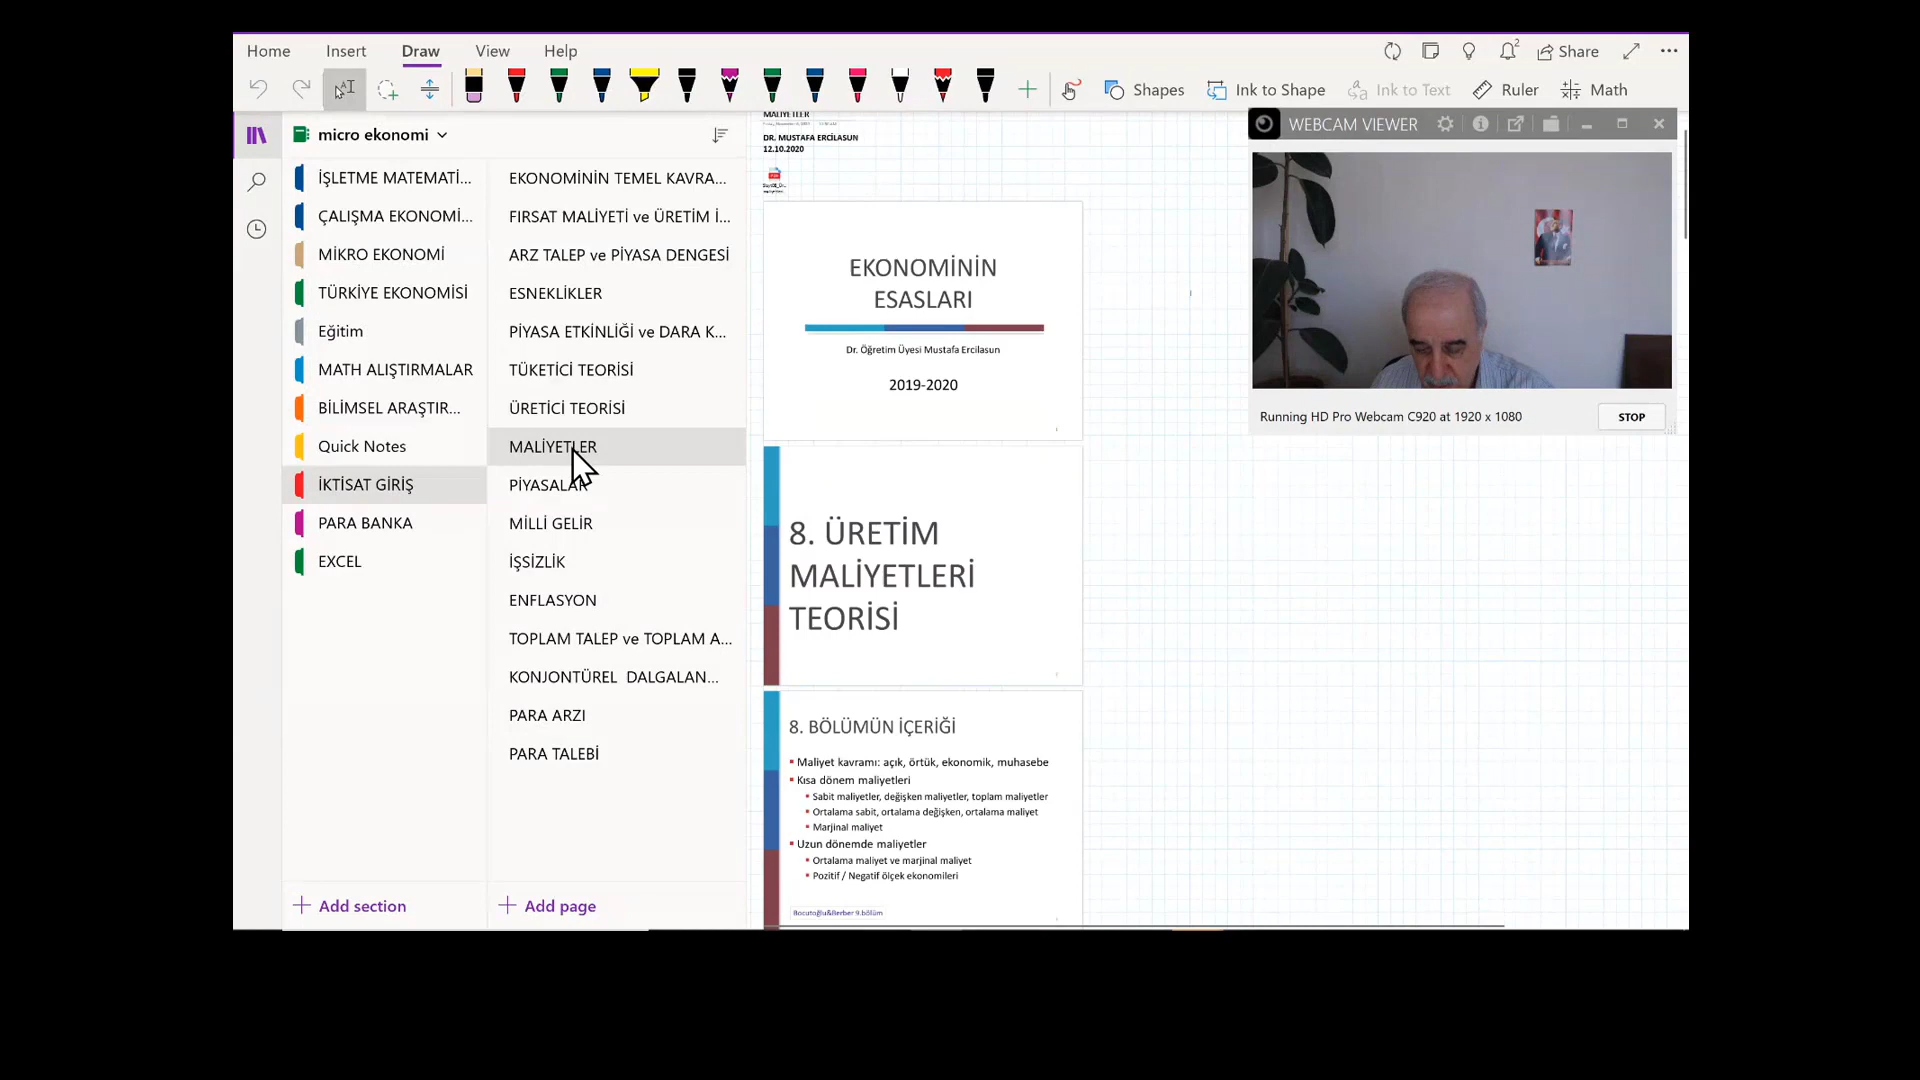 Home Insert Draw View Help
2 Share
Shapes Ink to Shape Ink to Text Ruler Math
micro ekonomi
İŞLETME MATEMATİ...
ÇALIŞMA EKONOMİ...
MİKRO EKONOMİ
TÜRKİYE EKONOMİSİ
Eğitim
MATH ALIŞTIRMALAR
BİLİMSEL ARAŞTIR...
Quick Notes
İKTİSAT GİRİŞ
PARA BANKA
EXCEL
Add section
EKONOMİNİN TEMEL KAVRA...
FIRSAT MALİYETİ ve ÜRETİM İ...
ARZ TALEP ve PİYASA DENGESİ
ESNEKLİKLER
PİYASA ETKİNLİĞİ ve DARA K...
TÜKETİCİ TEORİSİ
ÜRETİCİ TEORİSİ
MALİYETLER
PİYASALAR
MİLLİ GELİR
İŞSİZLİK
ENFLASYON
TOPLAM TALEP ve TOPLAM A...
KONJONTÜREL DALGALAN...
PARA ARZI
PARA TALEBİ
Add page
MALİYETLER
DR. MUSTAFA ERCİLASUN
12.10.2020
EKONOMİNİN
ESASLARI
Dr. Öğretim Üyesi Mustafa Ercilasun
2019-2020
8. ÜRETİM
MALİYETLERİ
TEORİSİ
8. BÖLÜMÜN İÇERİĞİ
Maliyet kavramı: açık, örtük, ekonomik, muhasebe
Kısa dönem maliyetleri
Sabit maliyetler, değişken maliyetler, toplam maliyetler
Ortalama sabit, ortalama değişken, ortalama maliyet
Marjinal maliyet
Uzun dönemde maliyetler
Ortalama maliyet ve marjinal maliyet
Pozitif / Negatif ölçek ekonomileri
Bocutoğlu&Berber 9.bölüm
WEBCAM VIEWER
Running HD Pro Webcam C920 at 1920 x 1080
STOP